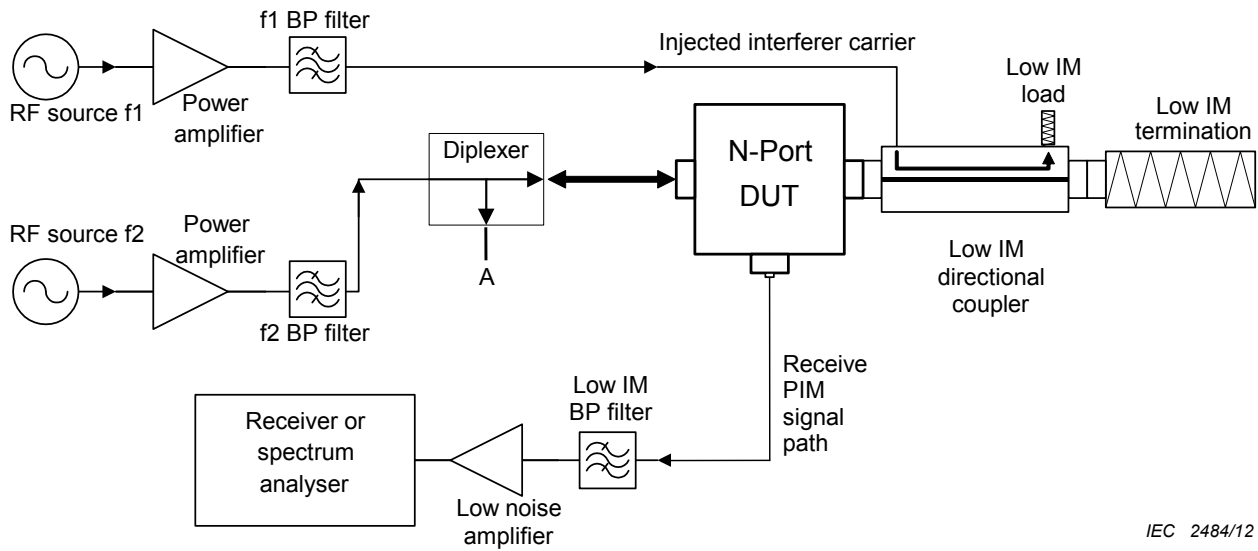 f1 BP filter
Injected interferer carrier
RF source f1
Power
amplifier
Low IM
load
Low IM
termination
Diplexer
N-Port
DUT
RF source f2
Power
amplifier
A
f2 BP filter
Low IM
directional
coupler
Receive
PIM
signal
path
Low IM
BP filter
Receiver or
spectrum
analyser
Low noise
amplifier
IEC 2484/12